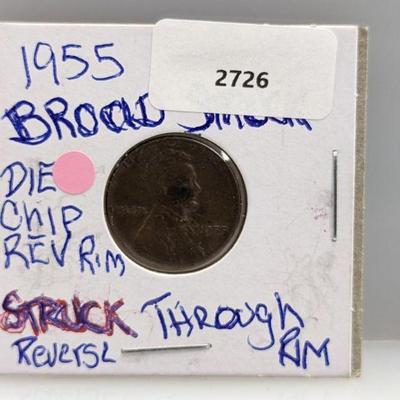 1955
2726
BROAD
DIE
CHIP
REV RIM
STRUCK THROUGH
Reverse RIM